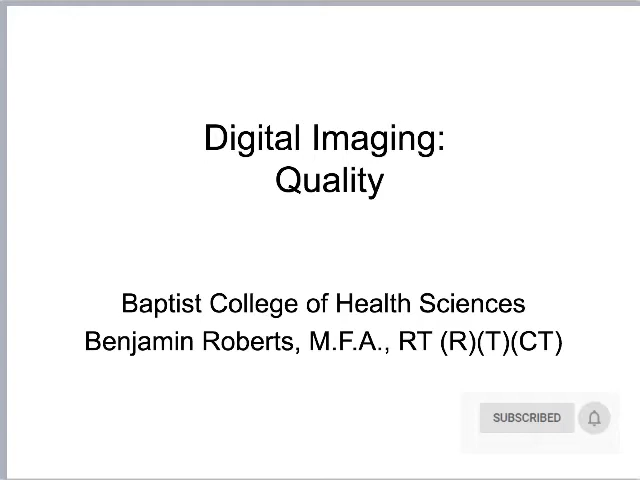 Digital Imaging:
Quality
Baptist College of Health Sciences
Benjamin Roberts, M.F.A., RT (R)(T)(CT)
SUBSCRIBED